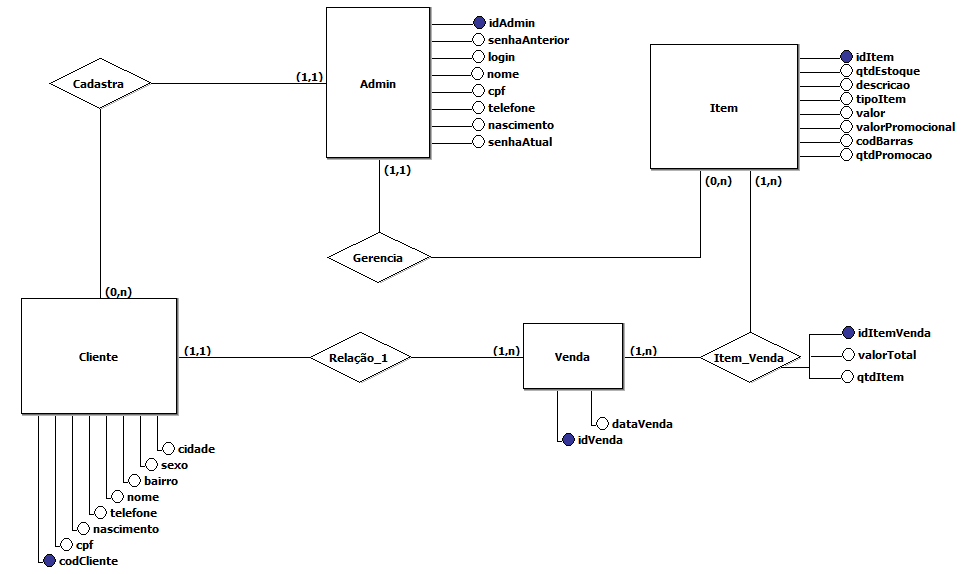 Admin
idAdmin
senhaAnterior
login
nome
cpf
telefone
nascimento
senhaAtual
Cadastra
(1,1)
(1,1)
Item
idItem
qtdEstoque
descricao
tipoItem
valor
valorPromocional
codBarras
qtdPromocao
(0,n)
(1,n)
Gerencia
(0,n)
Cliente
(1,1)
Relação_1
(1,n)
Venda
(1,n)
Item_Venda
idItemVenda
valorTotal
qtdItem
dataVenda
idVenda
cidade
sexo
bairro
nome
telefone
nascimento
cpf
codCliente